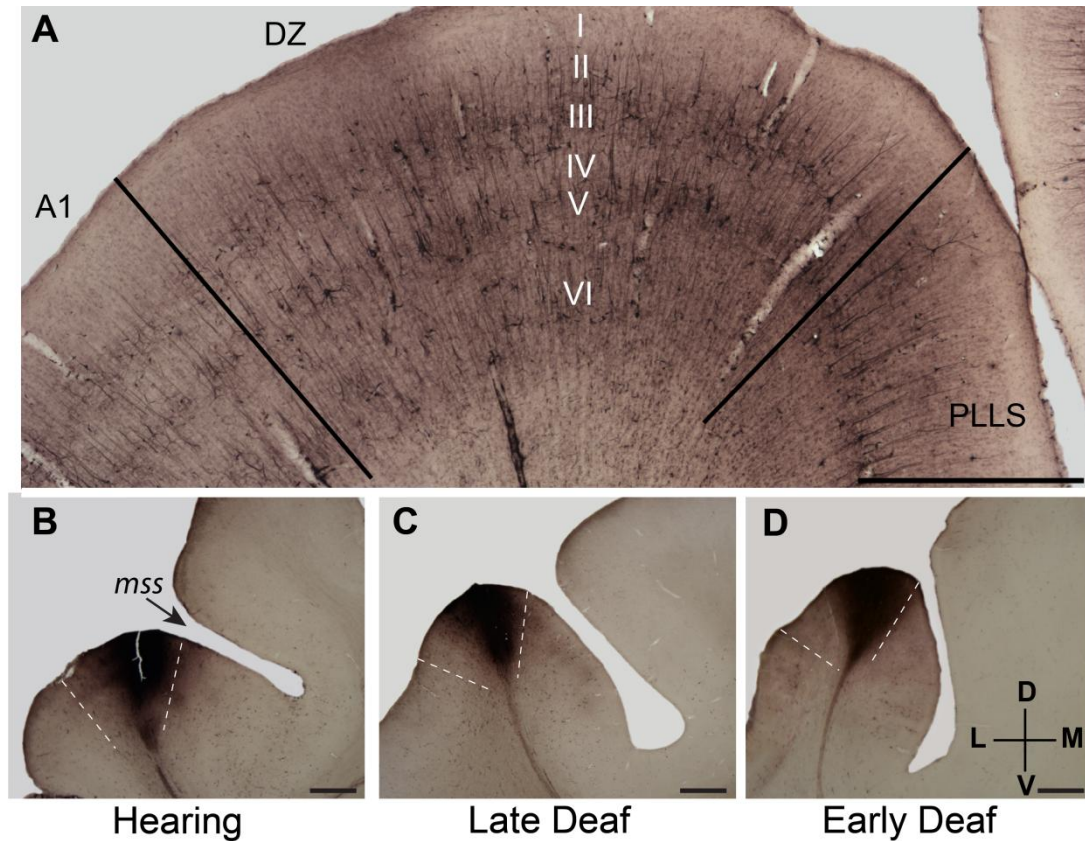 A
DZ
I
II
III
IV
V
VI
A1
PLLS
B
mss
C
D
D
L M
V
Hearing
Late Deaf
Early Deaf